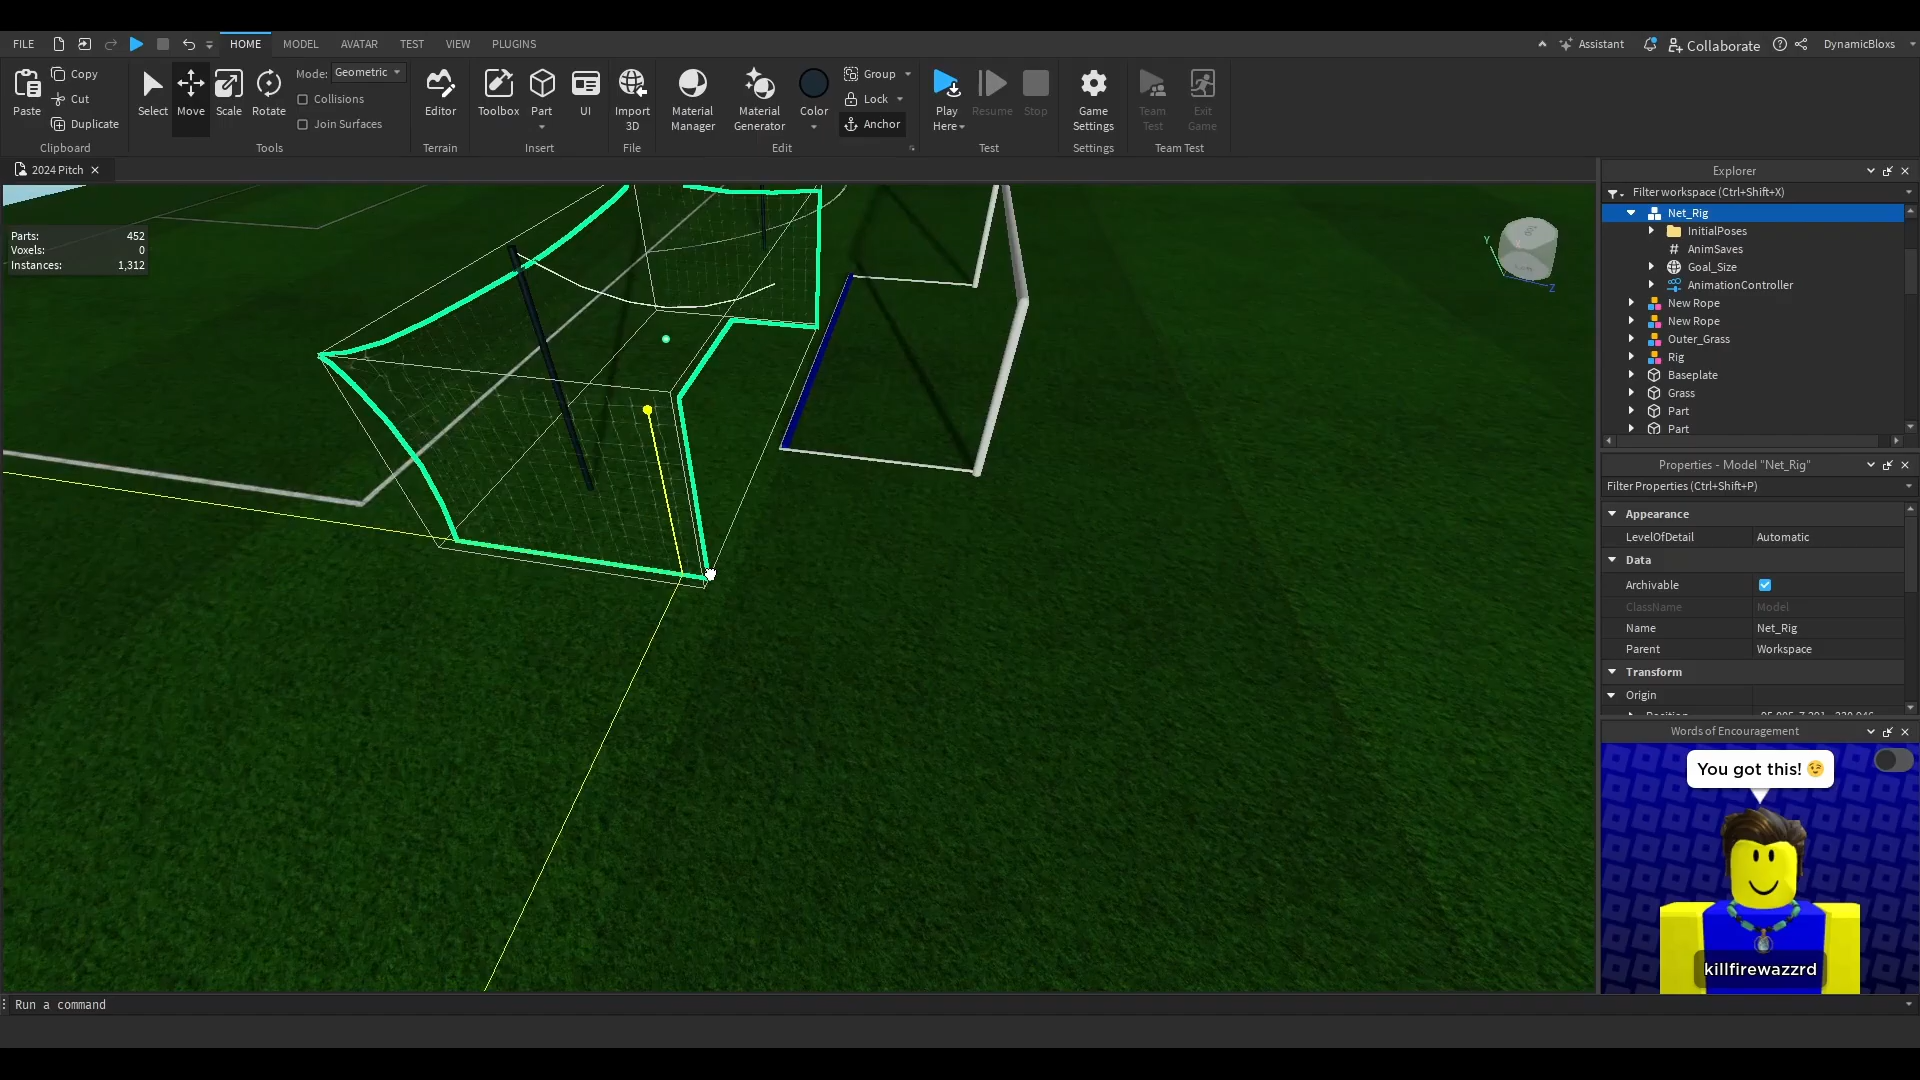 FILE
HOME
MODEL
AVATAR
TEST
VIEW
PLUGINS
Assistant
Collaborate
DynamicBloxs
Paste
Copy
Cut
Duplicate
Clipboard
Select
Move
Scale
Rotate
Mode:
Geometric
Collisions
Join Surfaces
Tools
Editor
Terrain
Toolbox
Part
UI
Insert
Import
3D
File
Material
Manager
Material
Generator
Color
Group
Lock
Anchor
Edit
Play
Here
Resume
Stop
Test
Game
Settings
Settings
Team
Test
Exit
Game
Team Test
2024 Pitch
Parts: 452
Voxels: 0
Instances: 1,312
Y
Z
Explorer
Filter workspace (Ctrl+Shift+X)
Net_Rig
InitialPoses
AnimSaves
Goal_Size
AnimationController
New Rope
New Rope
Outer_Grass
Rig
Baseplate
Grass
Part
Part
Properties - Model "Net_Rig"
Filter Properties (Ctrl+Shift+P)
Appearance
LevelOfDetail Automatic
Data
Archivable
ClassName Model
Name Net_Rig
Parent Workspace
Transform
Origin
Words of Encouragement
You got this! 😉
killfirewazzrd
Run a command